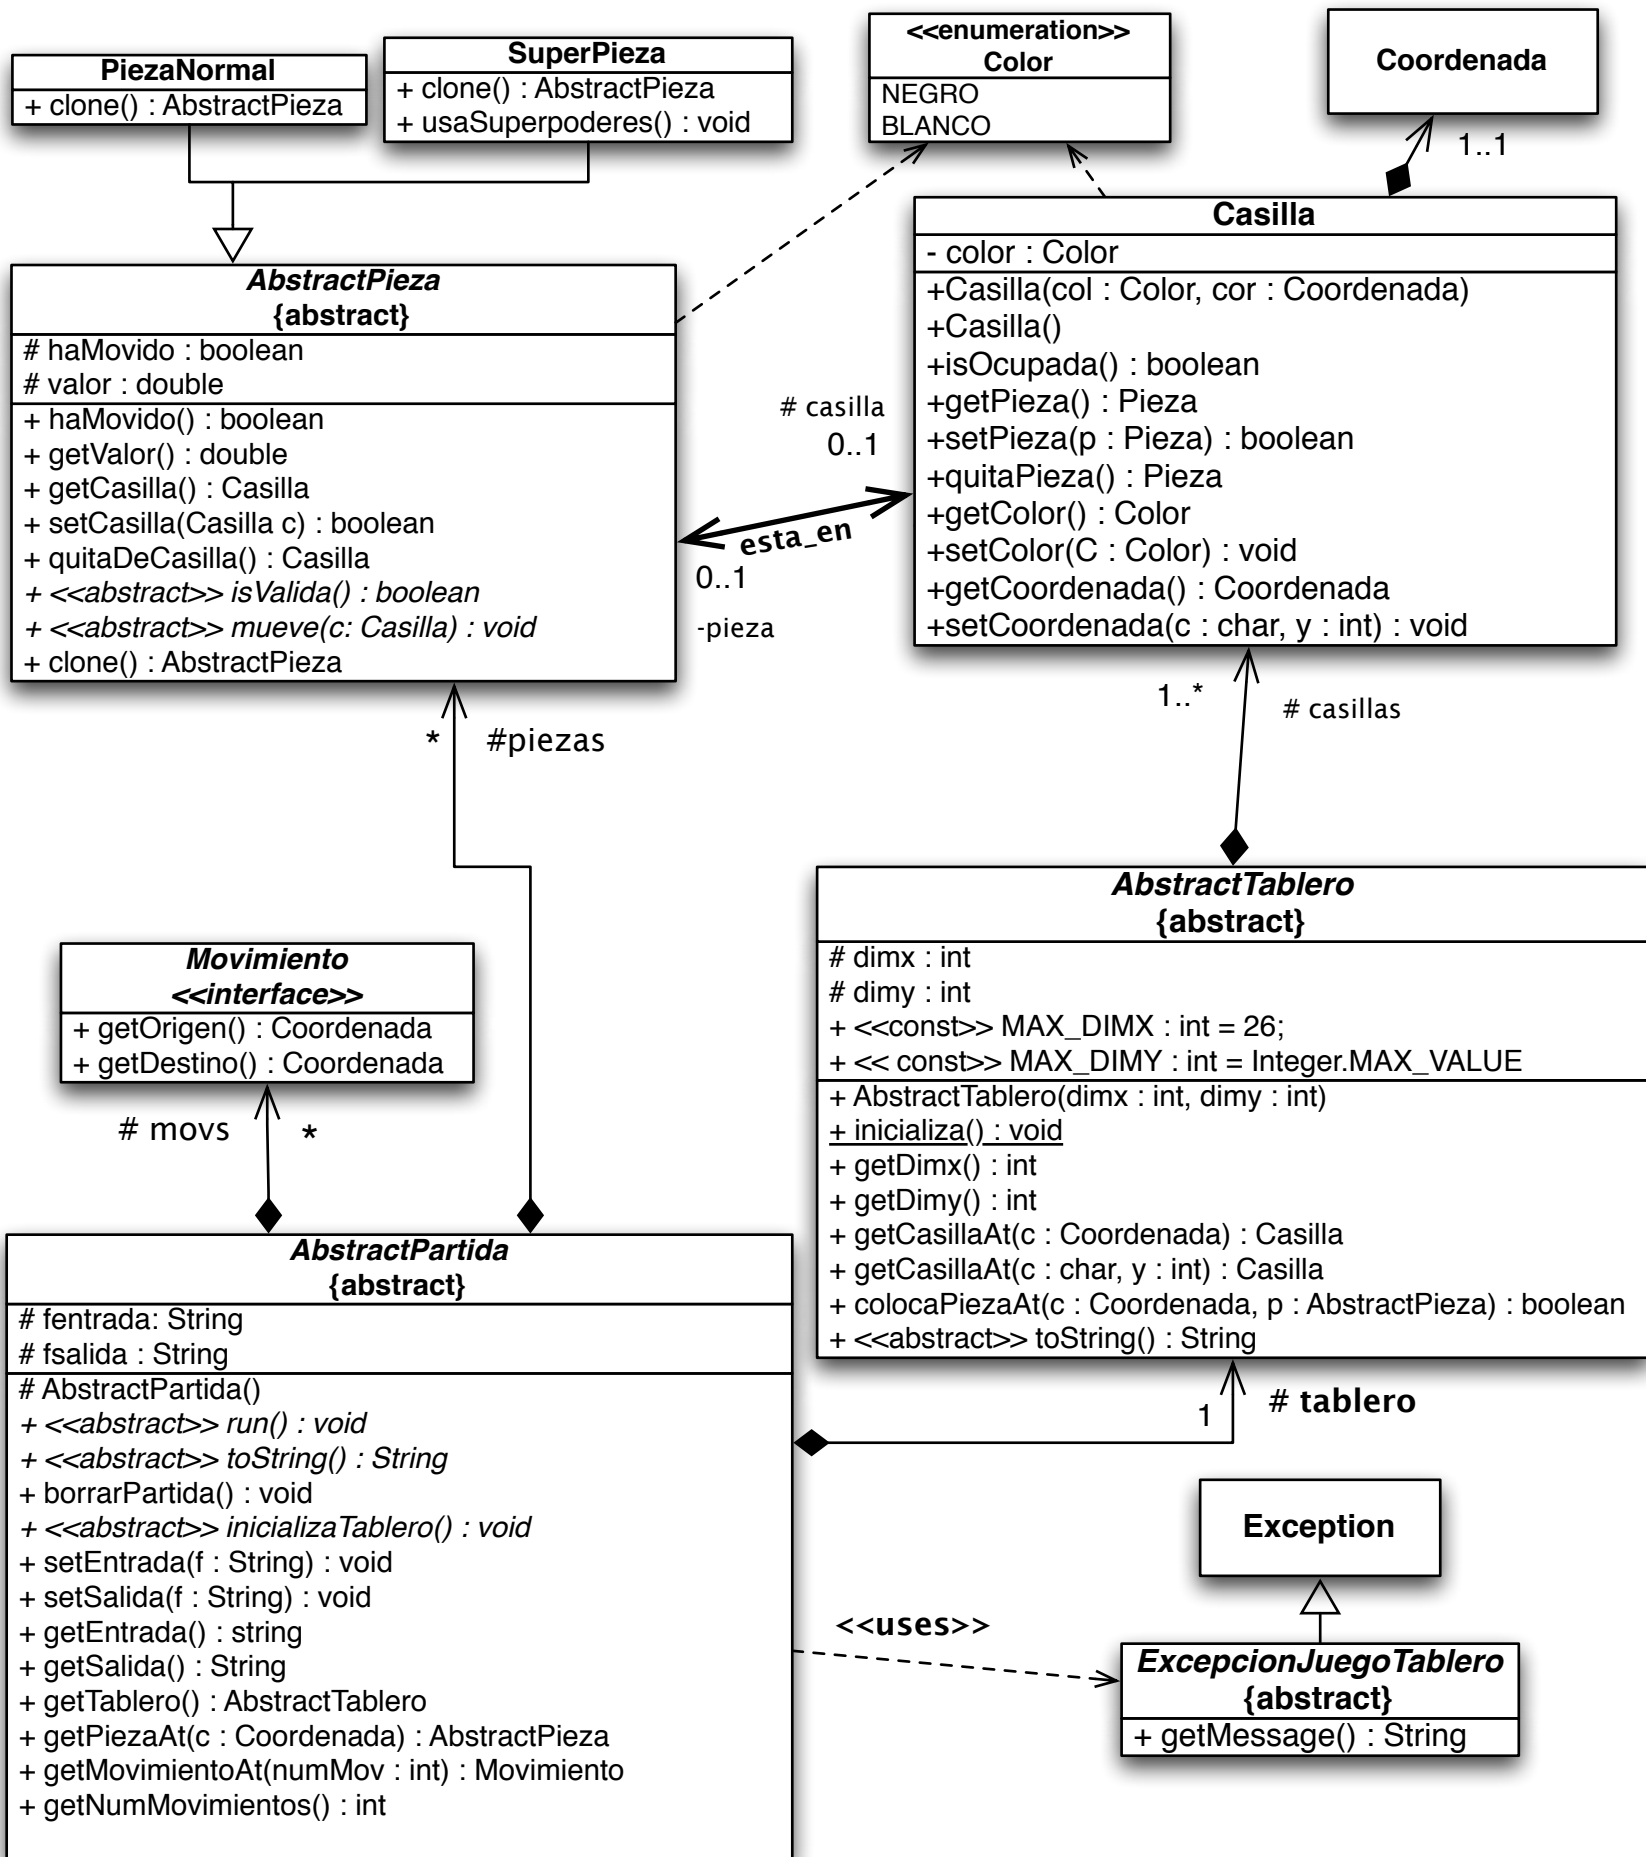 PiezaNormal
+ clone() : AbstractPieza
SuperPieza
+ clone() : AbstractPieza
+ usaSuperpoderes() : void
<<enumeration>>
Color
NEGRO
BLANCO
Coordenada
1..1
AbstractPieza
{abstract}
# haMovido : boolean
# valor : double
+ haMovido() : boolean
+ getValor() : double
+ getCasilla() : Casilla
+ setCasilla(Casilla c) : boolean
+ quitaDeCasilla() : Casilla
+ <<abstract>> isValida() : boolean
+ <<abstract>> mueve(c: Casilla) : void
+ clone() : AbstractPieza
# casilla
0..1
esta_en
0..1
-pieza
Casilla
- color : Color
+Casilla(col : Color, cor : Coordenada)
+Casilla()
+isOcupada() : boolean
+getPieza() : Pieza
+setPieza(p : Pieza) : boolean
+quitaPieza() : Pieza
+getColor() : Color
+setColor(C : Color) : void
+getCoordenada() : Coordenada
+setCoordenada(c : char, y : int) : void
* #piezas
1..* # casillas
Movimiento
<<interface>>
+ getOrigen() : Coordenada
+ getDestino() : Coordenada
# movs *
AbstractTablero
{abstract}
# dimx : int
# dimy : int
+ <<const>> MAX_DIMX : int = 26;
+ << const>> MAX_DIMY : int = Integer.MAX_VALUE
+ AbstractTablero(dimx : int, dimy : int)
+ inicializa() : void
+ getDimx() : int
+ getDimy() : int
+ getCasillaAt(c : Coordenada) : Casilla
+ getCasillaAt(c : char, y : int) : Casilla
+ colocaPiezaAt(c : Coordenada, p : AbstractPieza) : boolean
+ <<abstract>> toString() : String
1 # tablero
AbstractPartida
{abstract}
# fentrada: String
# fsalida : String
# AbstractPartida()
+ <<abstract>> run() : void
+ <<abstract>> toString() : String
+ borrarPartida() : void
+ <<abstract>> inicializaTablero() : void
+ setEntrada(f : String) : void
+ setSalida(f : String) : void
+ getEntrada() : string
+ getSalida() : String
+ getTablero() : AbstractTablero
+ getPiezaAt(c : Coordenada) : AbstractPieza
+ getMovimientoAt(numMov : int) : Movimiento
+ getNumMovimientos() : int
<<uses>>
Exception
ExcepcionJuegoTablero
{abstract}
+ getMessage() : String